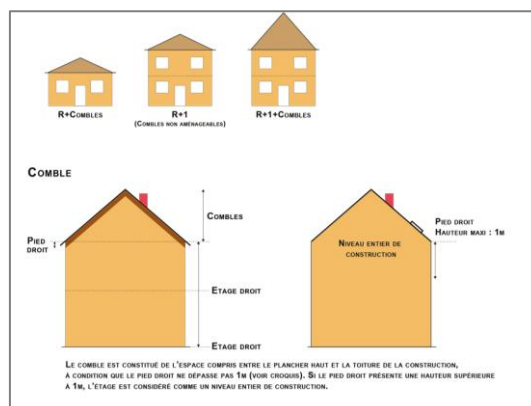 R+Combles
R+1
(Combles non aménageables)
R+1+Combles
Comble
Combles
Pied droit
Hauteur maxi : 1m
Pied
droit
Niveau entier de
construction
Etage droit
Etage droit
Le comble est constitué de l'espace compris entre le plancher haut et la toiture de la construction,
à condition que le pied droit ne dépasse pas 1m (voir croquis). Si le pied droit présente une hauteur supérieure
à 1m, l'étage est considéré comme un niveau entier de construction.